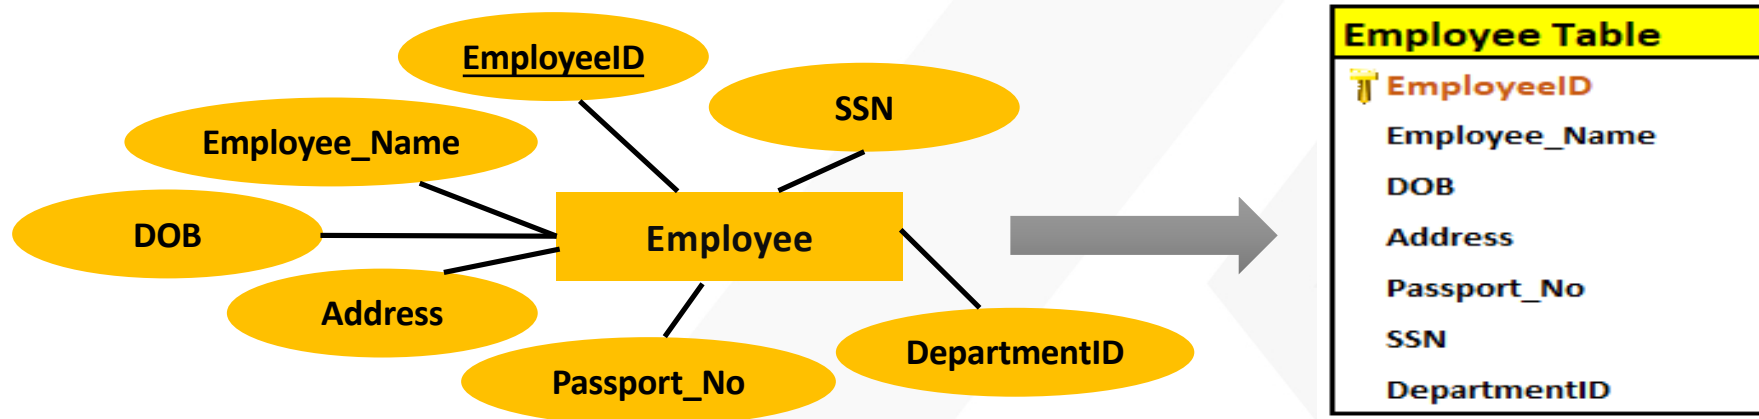 EmployeeID
SSN
Employee_Name
DOB
Employee
Address
DepartmentID
Passport_No
Employee Table
EmployeeID
Employee_Name
DOB
Address
Passport_No
SSN
DepartmentID